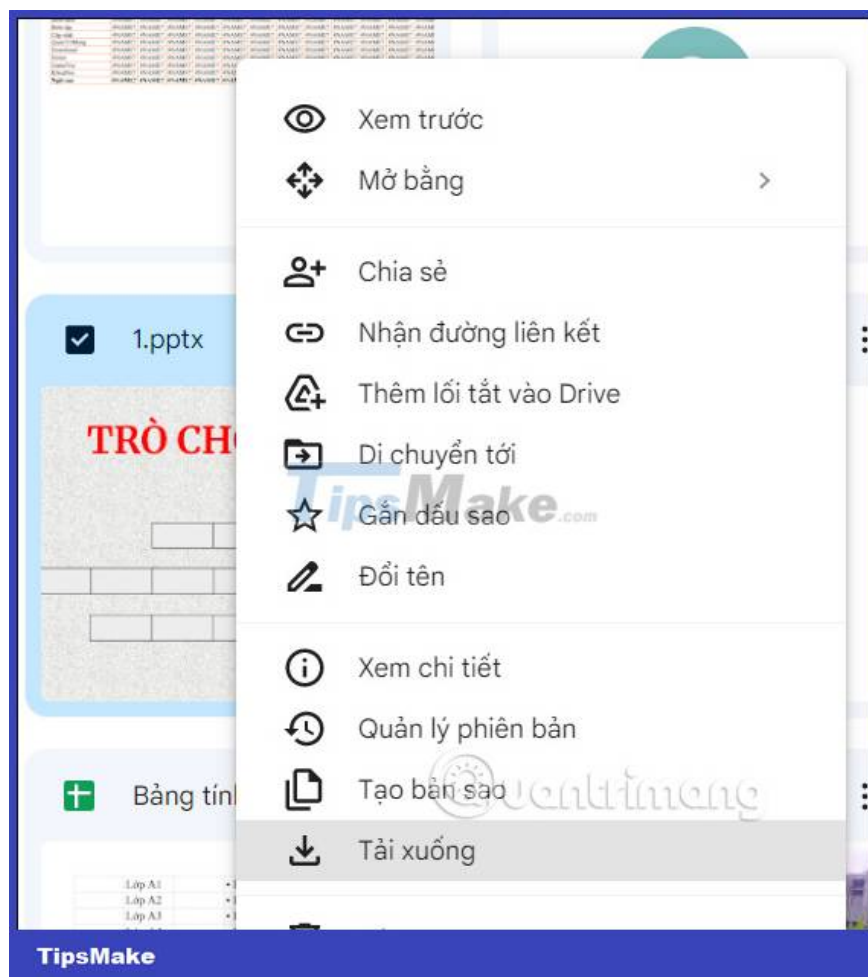 Xem trước
Mở bằng
Chia sẻ
Nhận đường liên kết
Thêm lối tắt vào Drive
Di chuyển tới
Gắn dấu sao
Đổi tên
Xem chi tiết
Quản lý phiên bản
Tạo bản sao
Tải xuống
1.pptx
TRÒ
Bảng
Lớp A1
Lớp A2
Lớp A3
TipsMake.com
Quantrimang
TipsMake